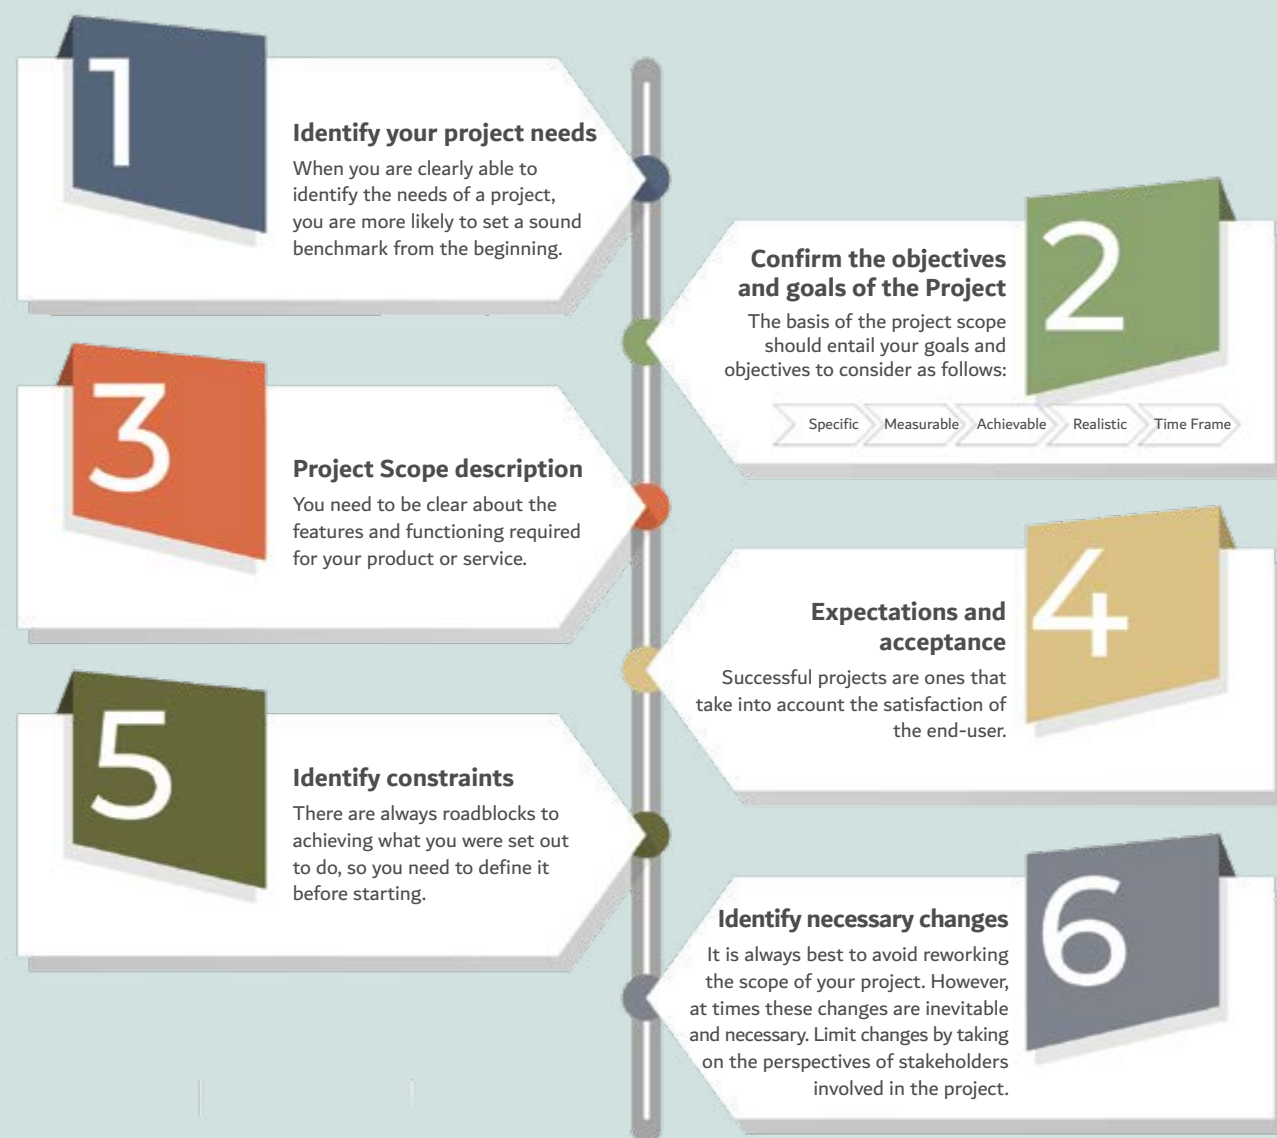 1
Identify your project needs
When you are clearly able to
identify the needs of a project,
you are more likely to set a sound
benchmark from the beginning.
2
Confirm the objectives
and goals of the Project
The basis of the project scope
should entail your goals and
objectives to consider as follows:
Specific Measurable Achievable Realistic Time Frame
3
Project Scope description
You need to be clear about the
features and functioning required
for your product or service.
4
Expectations and
acceptance
Successful projects are ones that
take into account the satisfaction of
the end-user.
5
Identify constraints
There are always roadblocks to
achieving what you were set out
to do, so you need to define it
before starting.
6
Identify necessary changes
It is always best to avoid reworking
the scope of your project. However,
at times these changes are inevitable
and necessary. Limit changes by taking
on the perspectives of stakeholders
involved in the project.